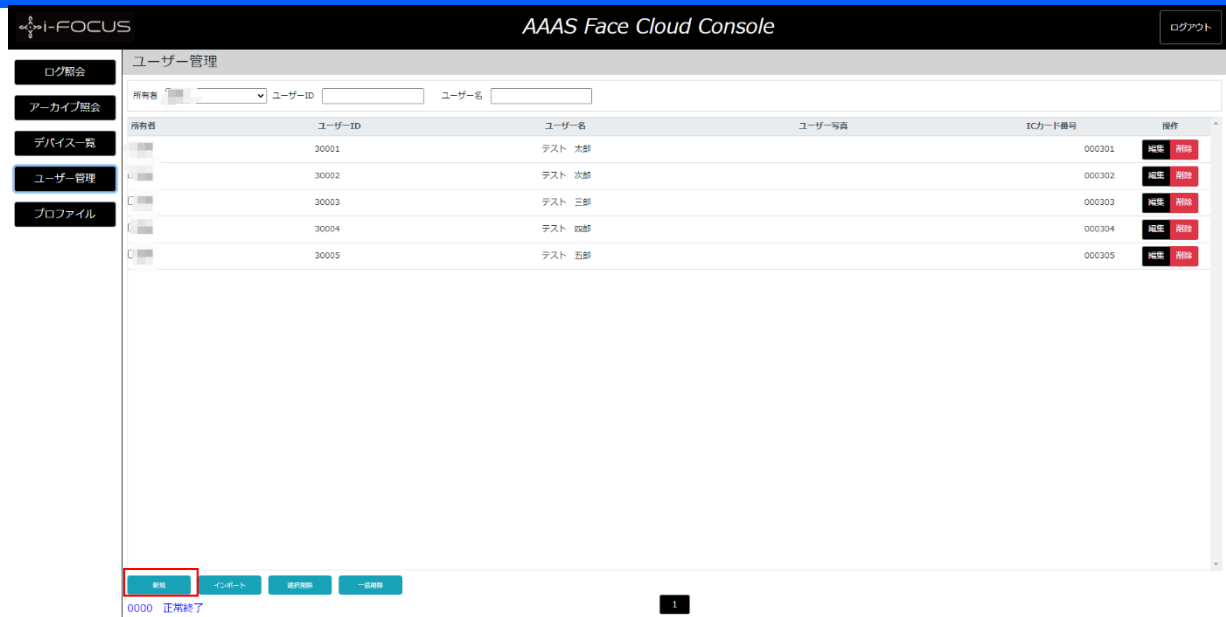 i-FOCUS AAAS Face Cloud Console ログアウト
ログ照会
アーカイブ照会
デバイス一覧
ユーザー管理
プロファイル
ユーザー管理
所有者 ユーザーID ユーザー名
所有者 ユーザーID ユーザー名 ユーザー写真 ICカード番号 操作
30001 テスト 太郎 000301 編集 削除
30002 テスト 次郎 000302 編集 削除
30003 テスト 三郎 000303 編集 削除
30004 テスト 四郎 000304 編集 削除
30005 テスト 五郎 000305 編集 削除
新規 インポート 選択削除 一括削除
0000 正常終了
1